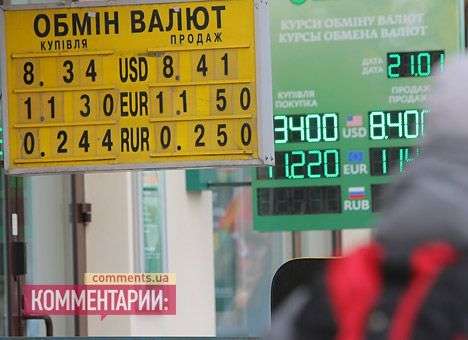 ОБМІН ВАЛЮТ
КУПІВЛЯ ПРОДАЖ
8.34 USD 8.41
11.30 EUR 11.50
0.244 RUR 0.250
КУРСИ ОБМІНУ ВАЛЮТ
КУРСЫ ОБМЕНА ВАЛЮТ
ДАТА
ДАТА 21.01
КУПІВЛЯ ПРОДАЖ
ПОКУПКА ПРОДАЖА
3400 USD 8.40
11.220 EUR
RUB
comments.ua
КОММЕНТАРИИ: